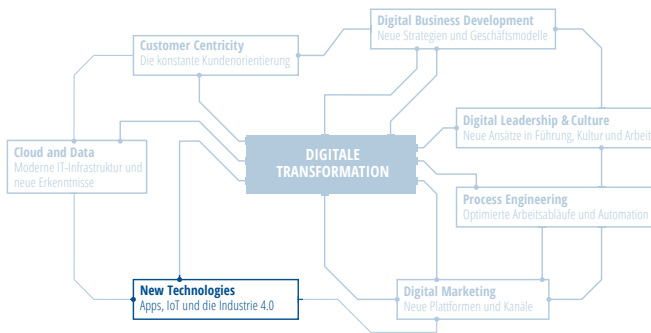 Digital Business Development
Neue Strategien und Geschäftsmodelle
Customer Centricity
Die konstante Kundenorientierung
Digital Leadership & Culture
Neue Ansätze in Führung, Kultur und Arbeit
Cloud and Data
Moderne IT-Infrastruktur und
neue Erkenntnisse
DIGITALE
TRANSFORMATION
Process Engineering
Optimierte Arbeitsabläufe und Automation
New Technologies
Apps, IoT und die Industrie 4.0
Digital Marketing
Neue Plattformen und Kanäle